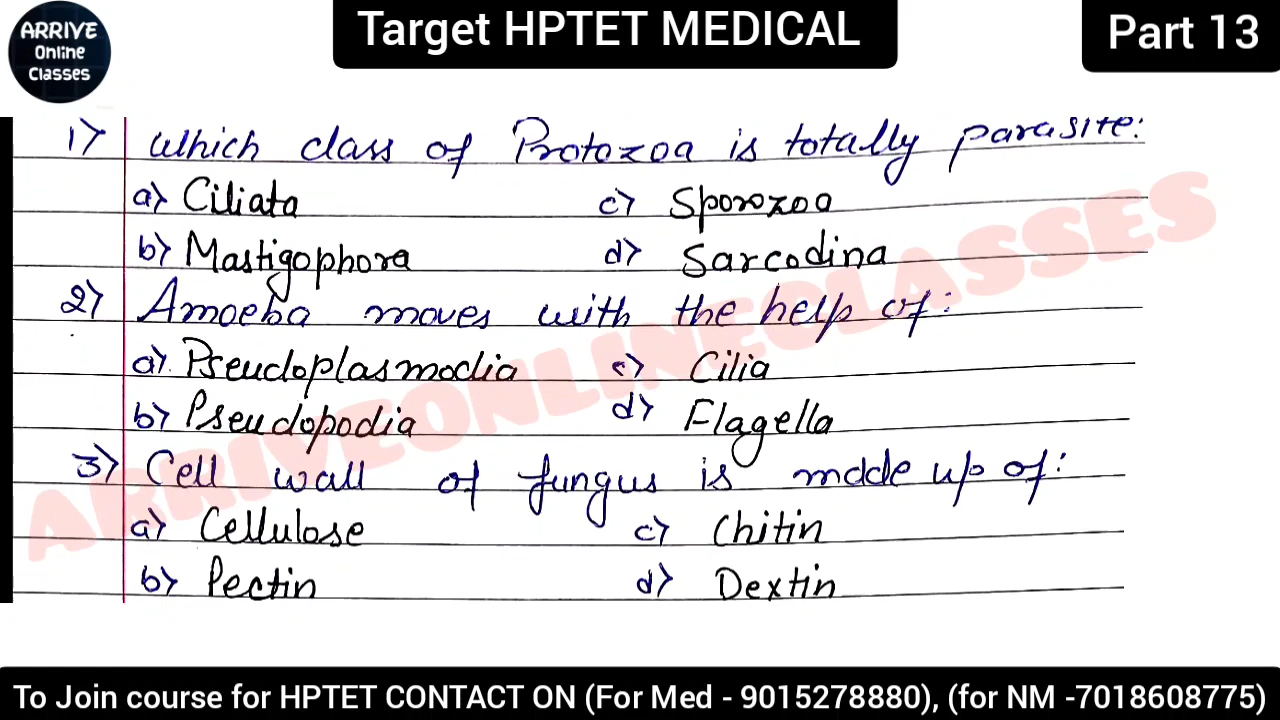 ARRIVE
Online
Classes
Target HPTET MEDICAL
Part 13
1) Which class of Protozoa is totally parasite:
a) Ciliata c) Sporozoa
b) Mastigophora d) Sarcodina
2) Amoeba moves with the help of:
a) Pseudoplasmodia c) Cilia
b) Pseudopodia d) Flagella
3) Cell wall of fungus is made up of:
a) Cellulose c) Chitin
b) Pectin d) Dextin
ARRIVEONLINECLASSES
To Join course for HPTET CONTACT ON (For Med - 9015278880), (for NM -7018608775)